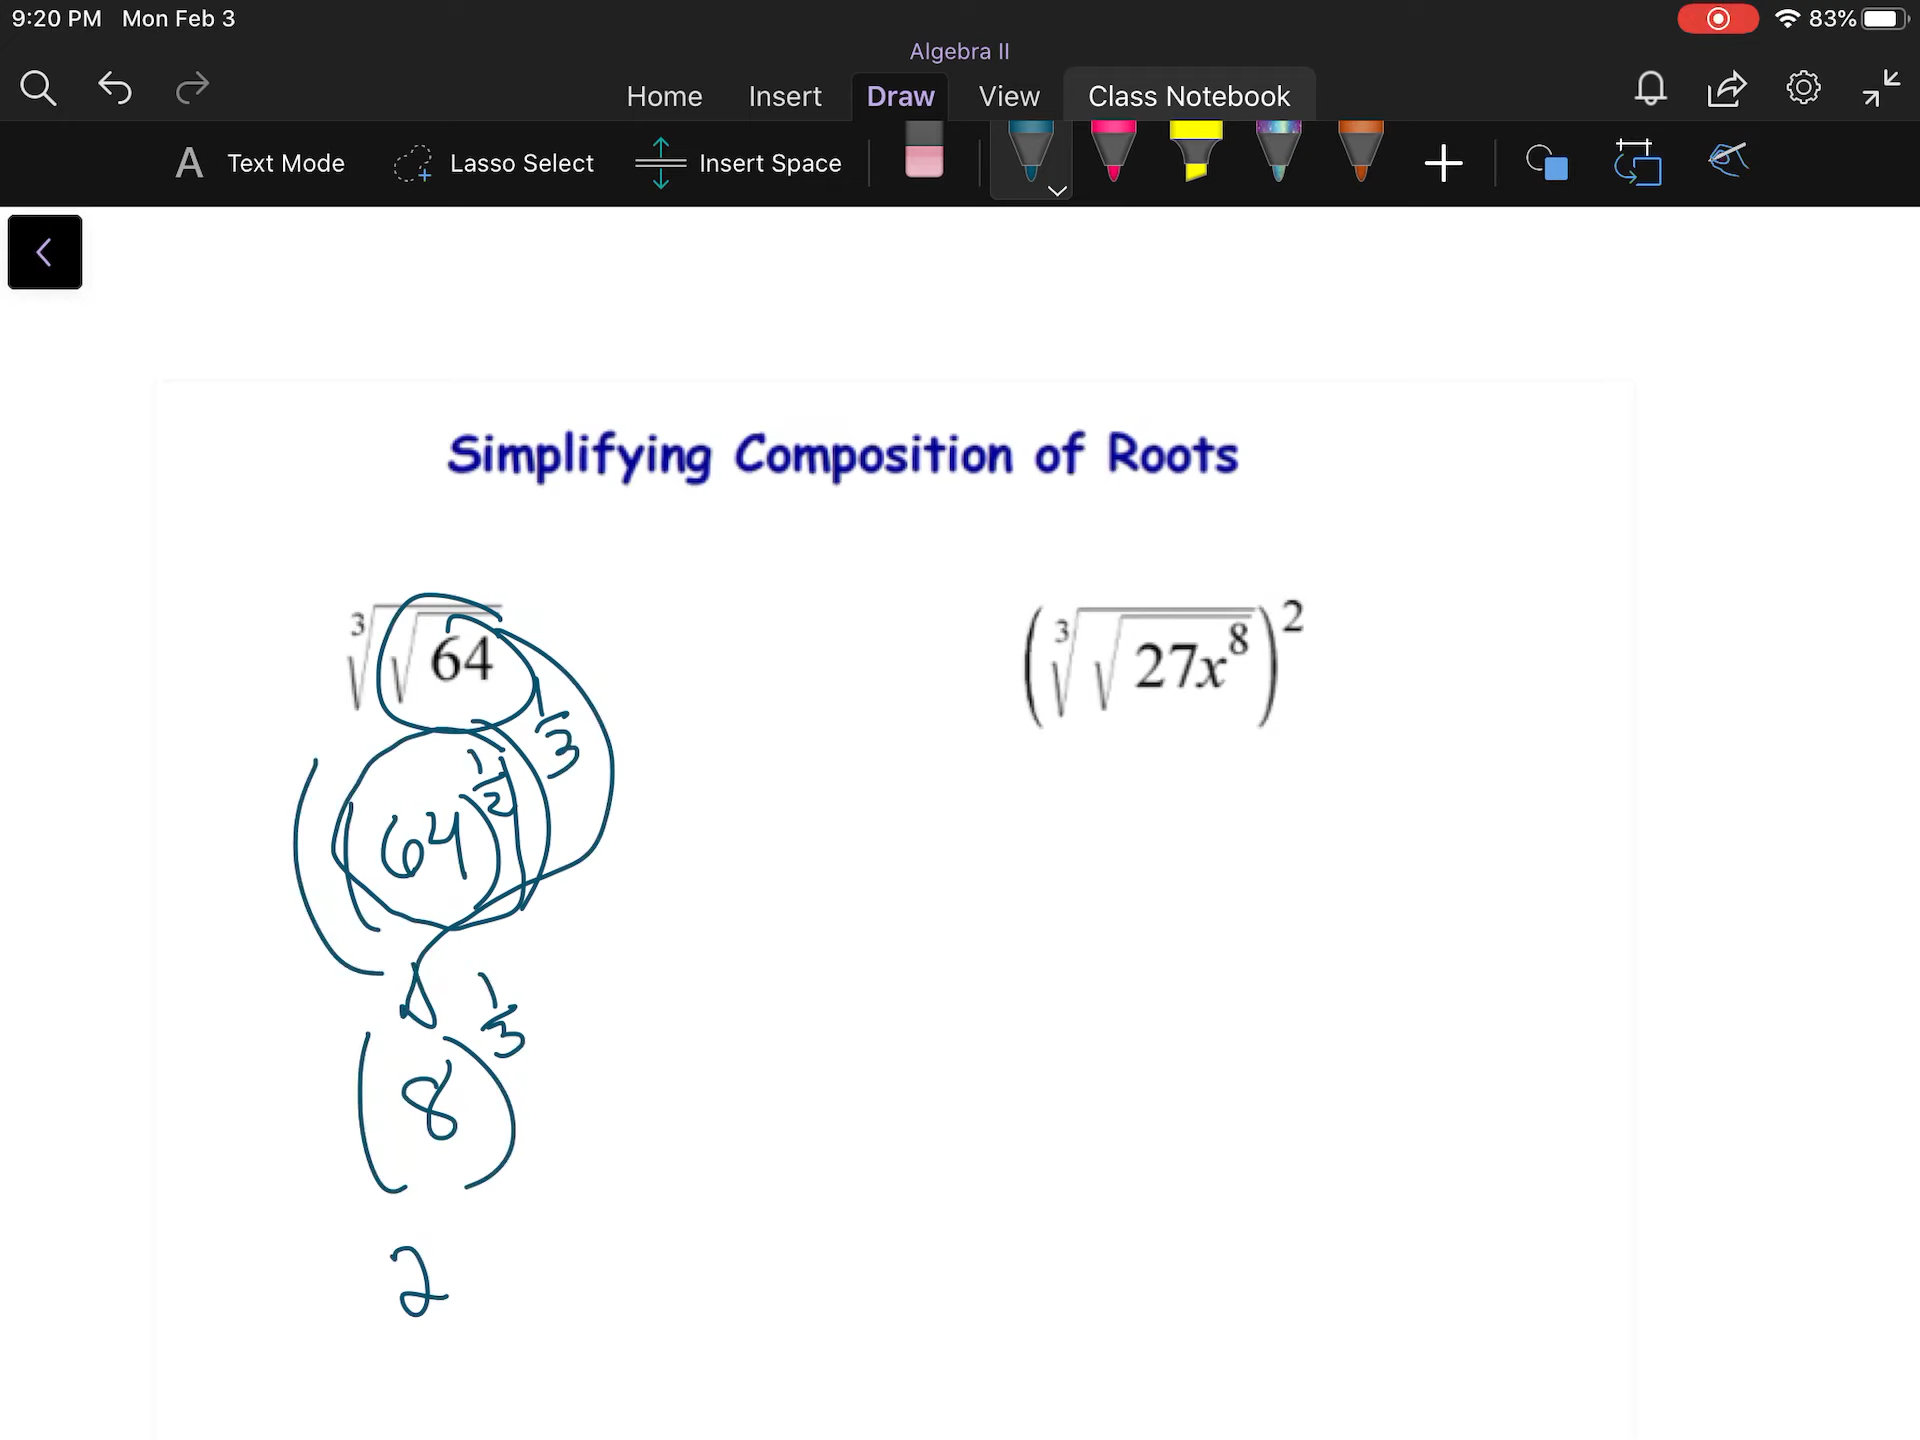 9:20 PM Mon Feb 3
83%
Algebra II
Home Insert Draw View Class Notebook
A Text Mode Lasso Select Insert Space
Simplifying Composition of Roots
∛√64
(∛√27x⁸)²
((64)^1/2)^1/3
(8)^1/3
2